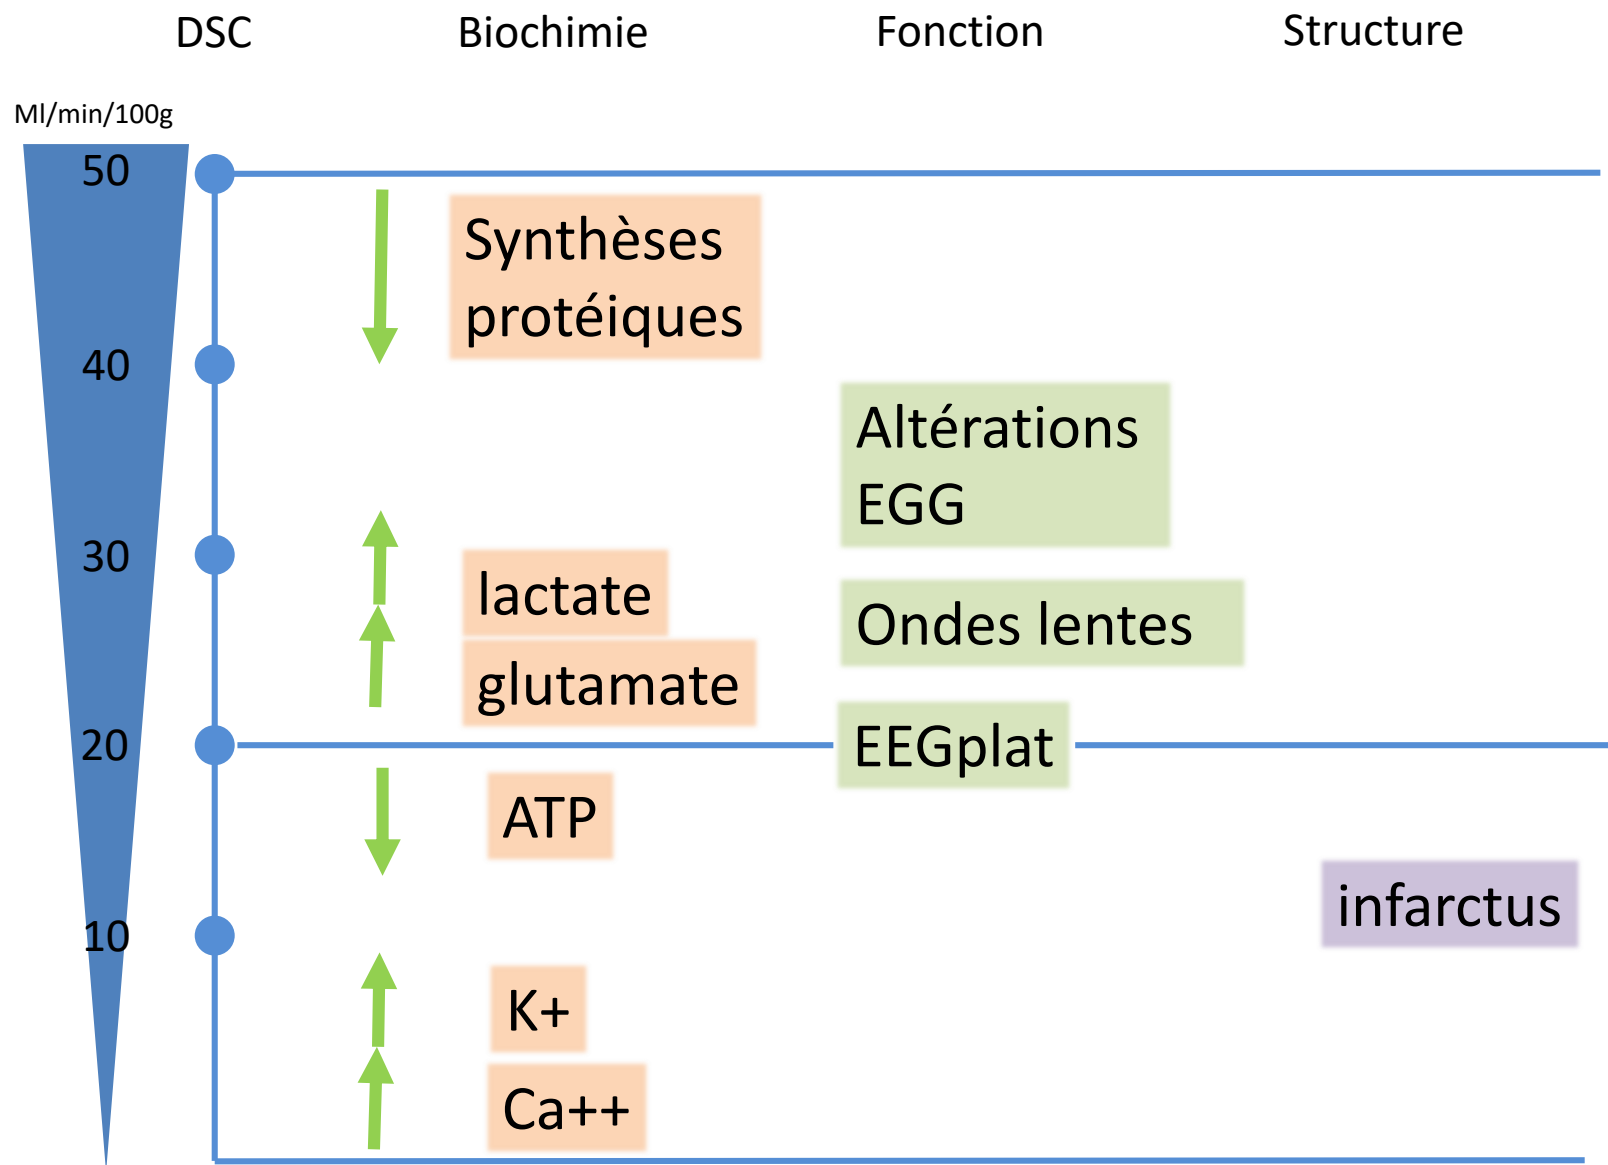 DSC
Biochimie
Fonction
Structure
Ml/min/100g
50
Synthèses
protéiques
40
Altérations
EGG
30
lactate
Ondes lentes
glutamate
20
EEGplat
ATP
infarctus
10
K+
Ca++